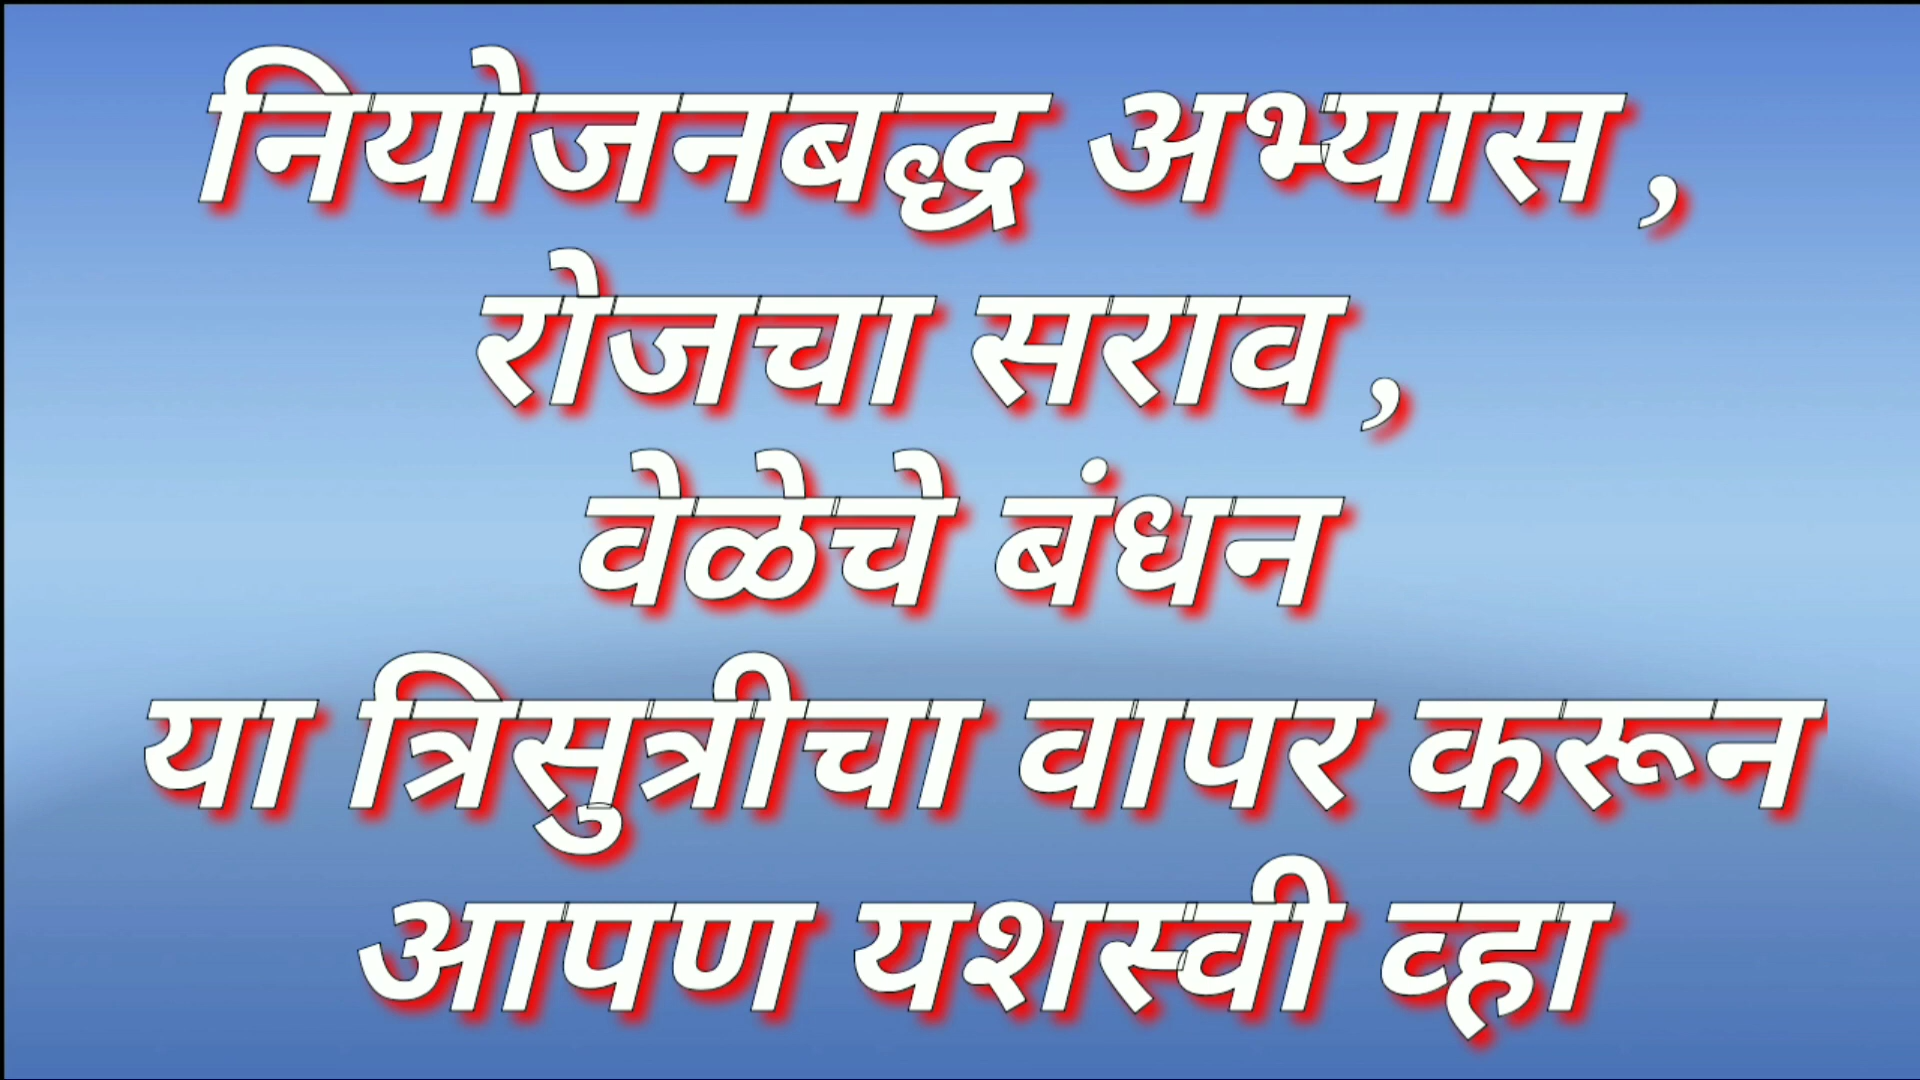 नियोजनबद्ध अभ्यास ,
रोजचा सराव ,
वेळेचे बंधन
या त्रिसुत्रीचा वापर करून
आपण यशस्वी व्हा